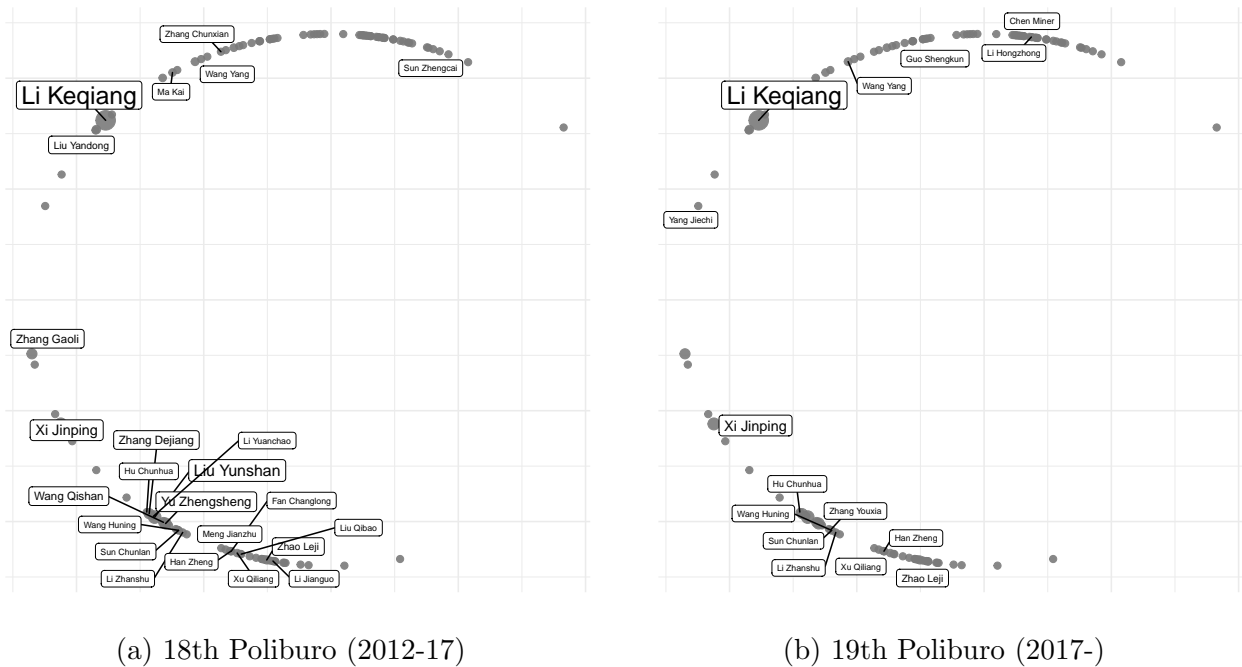 Zhang Chunxian
Wang Yang
Sun Zhengcai
Ma Kai
Li Keqiang
Liu Yandong
Zhang Gaoli
Xi Jinping
Zhang Dejiang
Li Yuanchao
Hu Chunhua
Liu Yunshan
Wang Qishan
Yu Zhengsheng
Fan Changlong
Wang Huning
Meng Jianzhu
Liu Qibao
Sun Chunlan
Han Zheng
Zhao Leji
Li Zhanshu
Xu Qiliang
Li Jianguo
(a) 18th Poliburo (2012-17)
Chen Miner
Li Hongzhong
Guo Shengkun
Wang Yang
Li Keqiang
Yang Jiechi
Xi Jinping
Hu Chunhua
Wang Huning
Zhang Youxia
Sun Chunlan
Han Zheng
Li Zhanshu
Xu Qiliang
Zhao Leji
(b) 19th Poliburo (2017-)